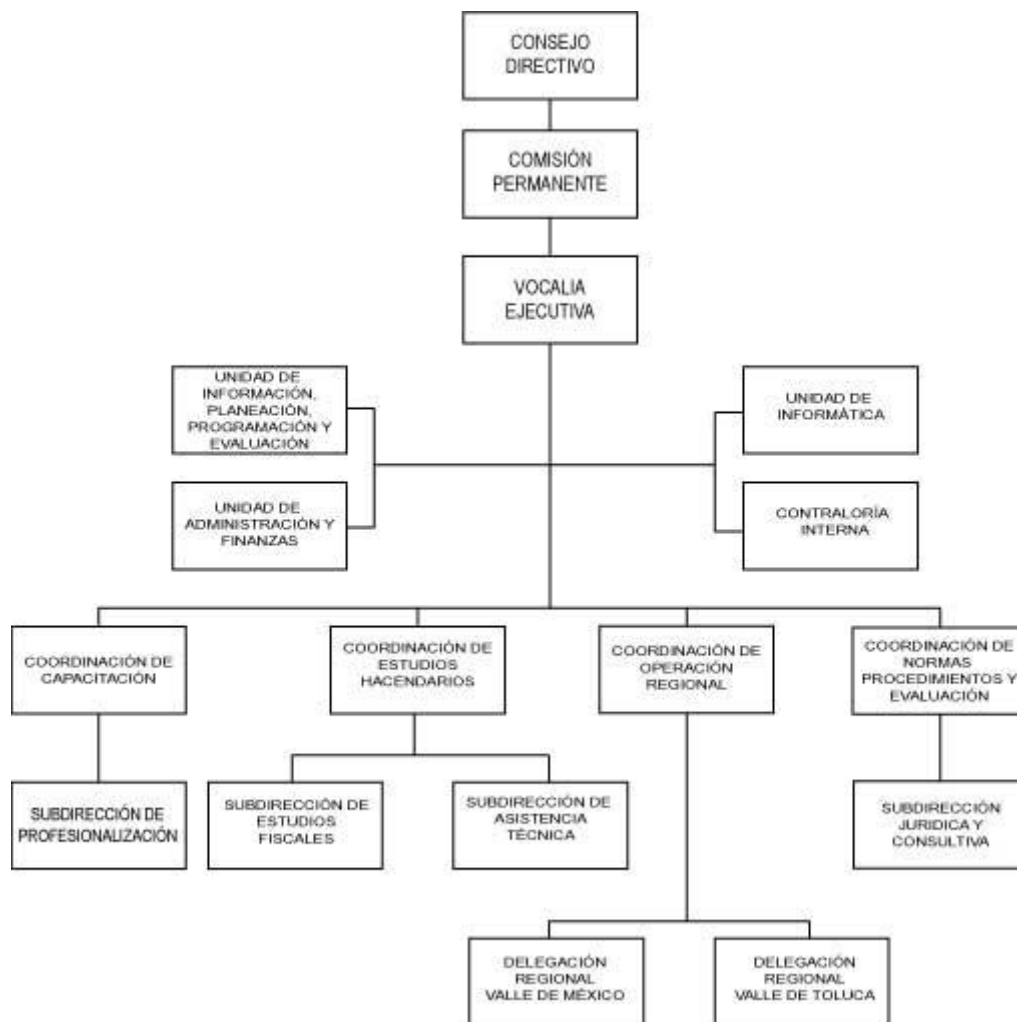 CONSEJO
DIRECTIVO
COMISIÓN
PERMANENTE
VOCALIA
EJECUTIVA
UNIDAD DE
INFORMACIÓN,
PLANEACIÓN,
PROGRAMACIÓN Y
EVALUACIÓN
UNIDAD DE
INFORMÁTICA
UNIDAD DE
ADMINISTRACIÓN Y
FINANZAS
CONTRALORÍA
INTERNA
COORDINACIÓN DE
CAPACITACIÓN
COORDINACIÓN DE
ESTUDIOS
HACENDARIOS
COORDINACIÓN DE
OPERACIÓN
REGIONAL
COORDINACIÓN DE
NORMAS
PROCEDIMIENTOS Y
EVALUACIÓN
SUBDIRECCIÓN DE
PROFESIONALIZACIÓN
SUBDIRECCIÓN DE
ESTUDIOS
FISCALES
SUBDIRECCIÓN DE
ASISTENCIA
TÉCNICA
SUBDIRECCIÓN
JURIDICA Y
CONSULTIVA
DELEGACIÓN
REGIONAL
VALLE DE MÉXICO
DELEGACIÓN
REGIONAL
VALLE DE TOLUCA